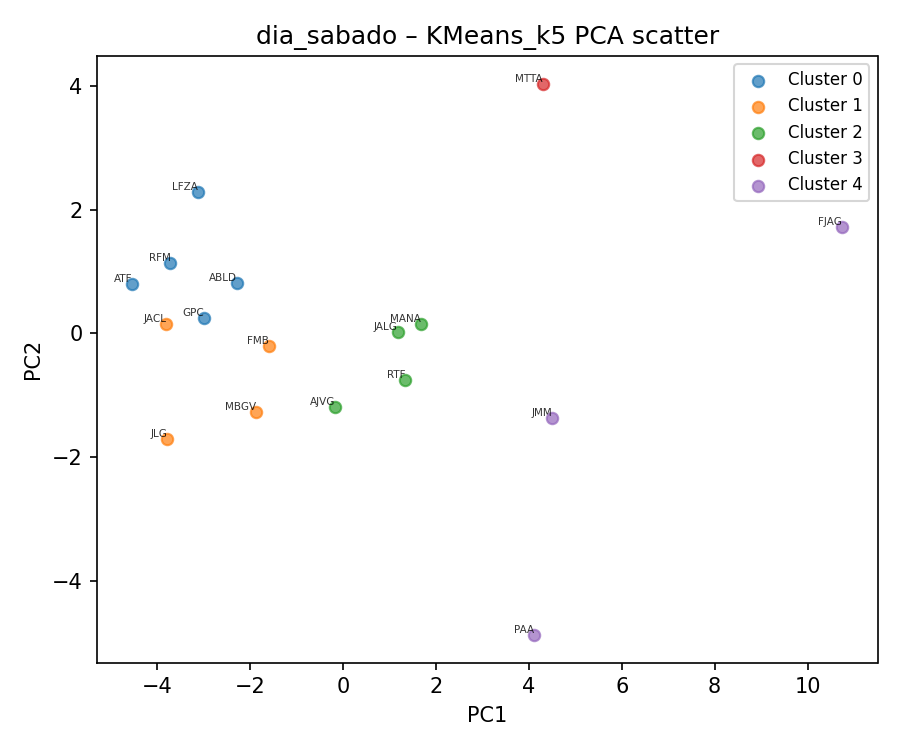 dia_sabado – KMeans_k5 PCA scatter
Cluster 0
Cluster 1
Cluster 2
Cluster 3
Cluster 4
MTTA
FJAG
LFZA
RFM
ATF
ABLD
JACL
GPC
MANA
JALG
FMB
RTF
AJVG
MBGV
JMM
JLG
PAA
4
2
0
−2
−4
PC2
−4 −2 0 2 4 6 8 10
PC1